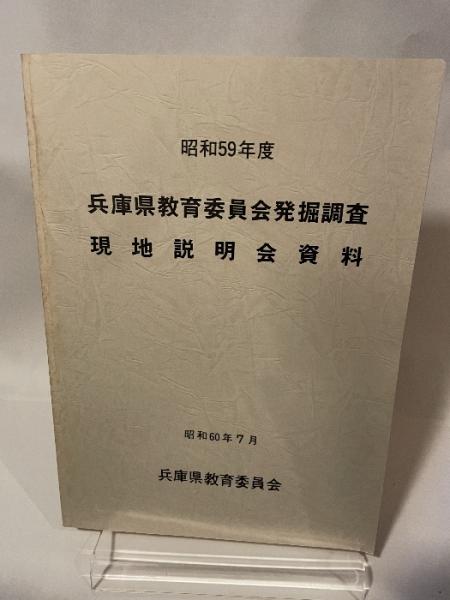 昭和59年度
兵庫県教育委員会発掘調査
現地説明会資料
昭和60年7月
兵庫県教育委員会